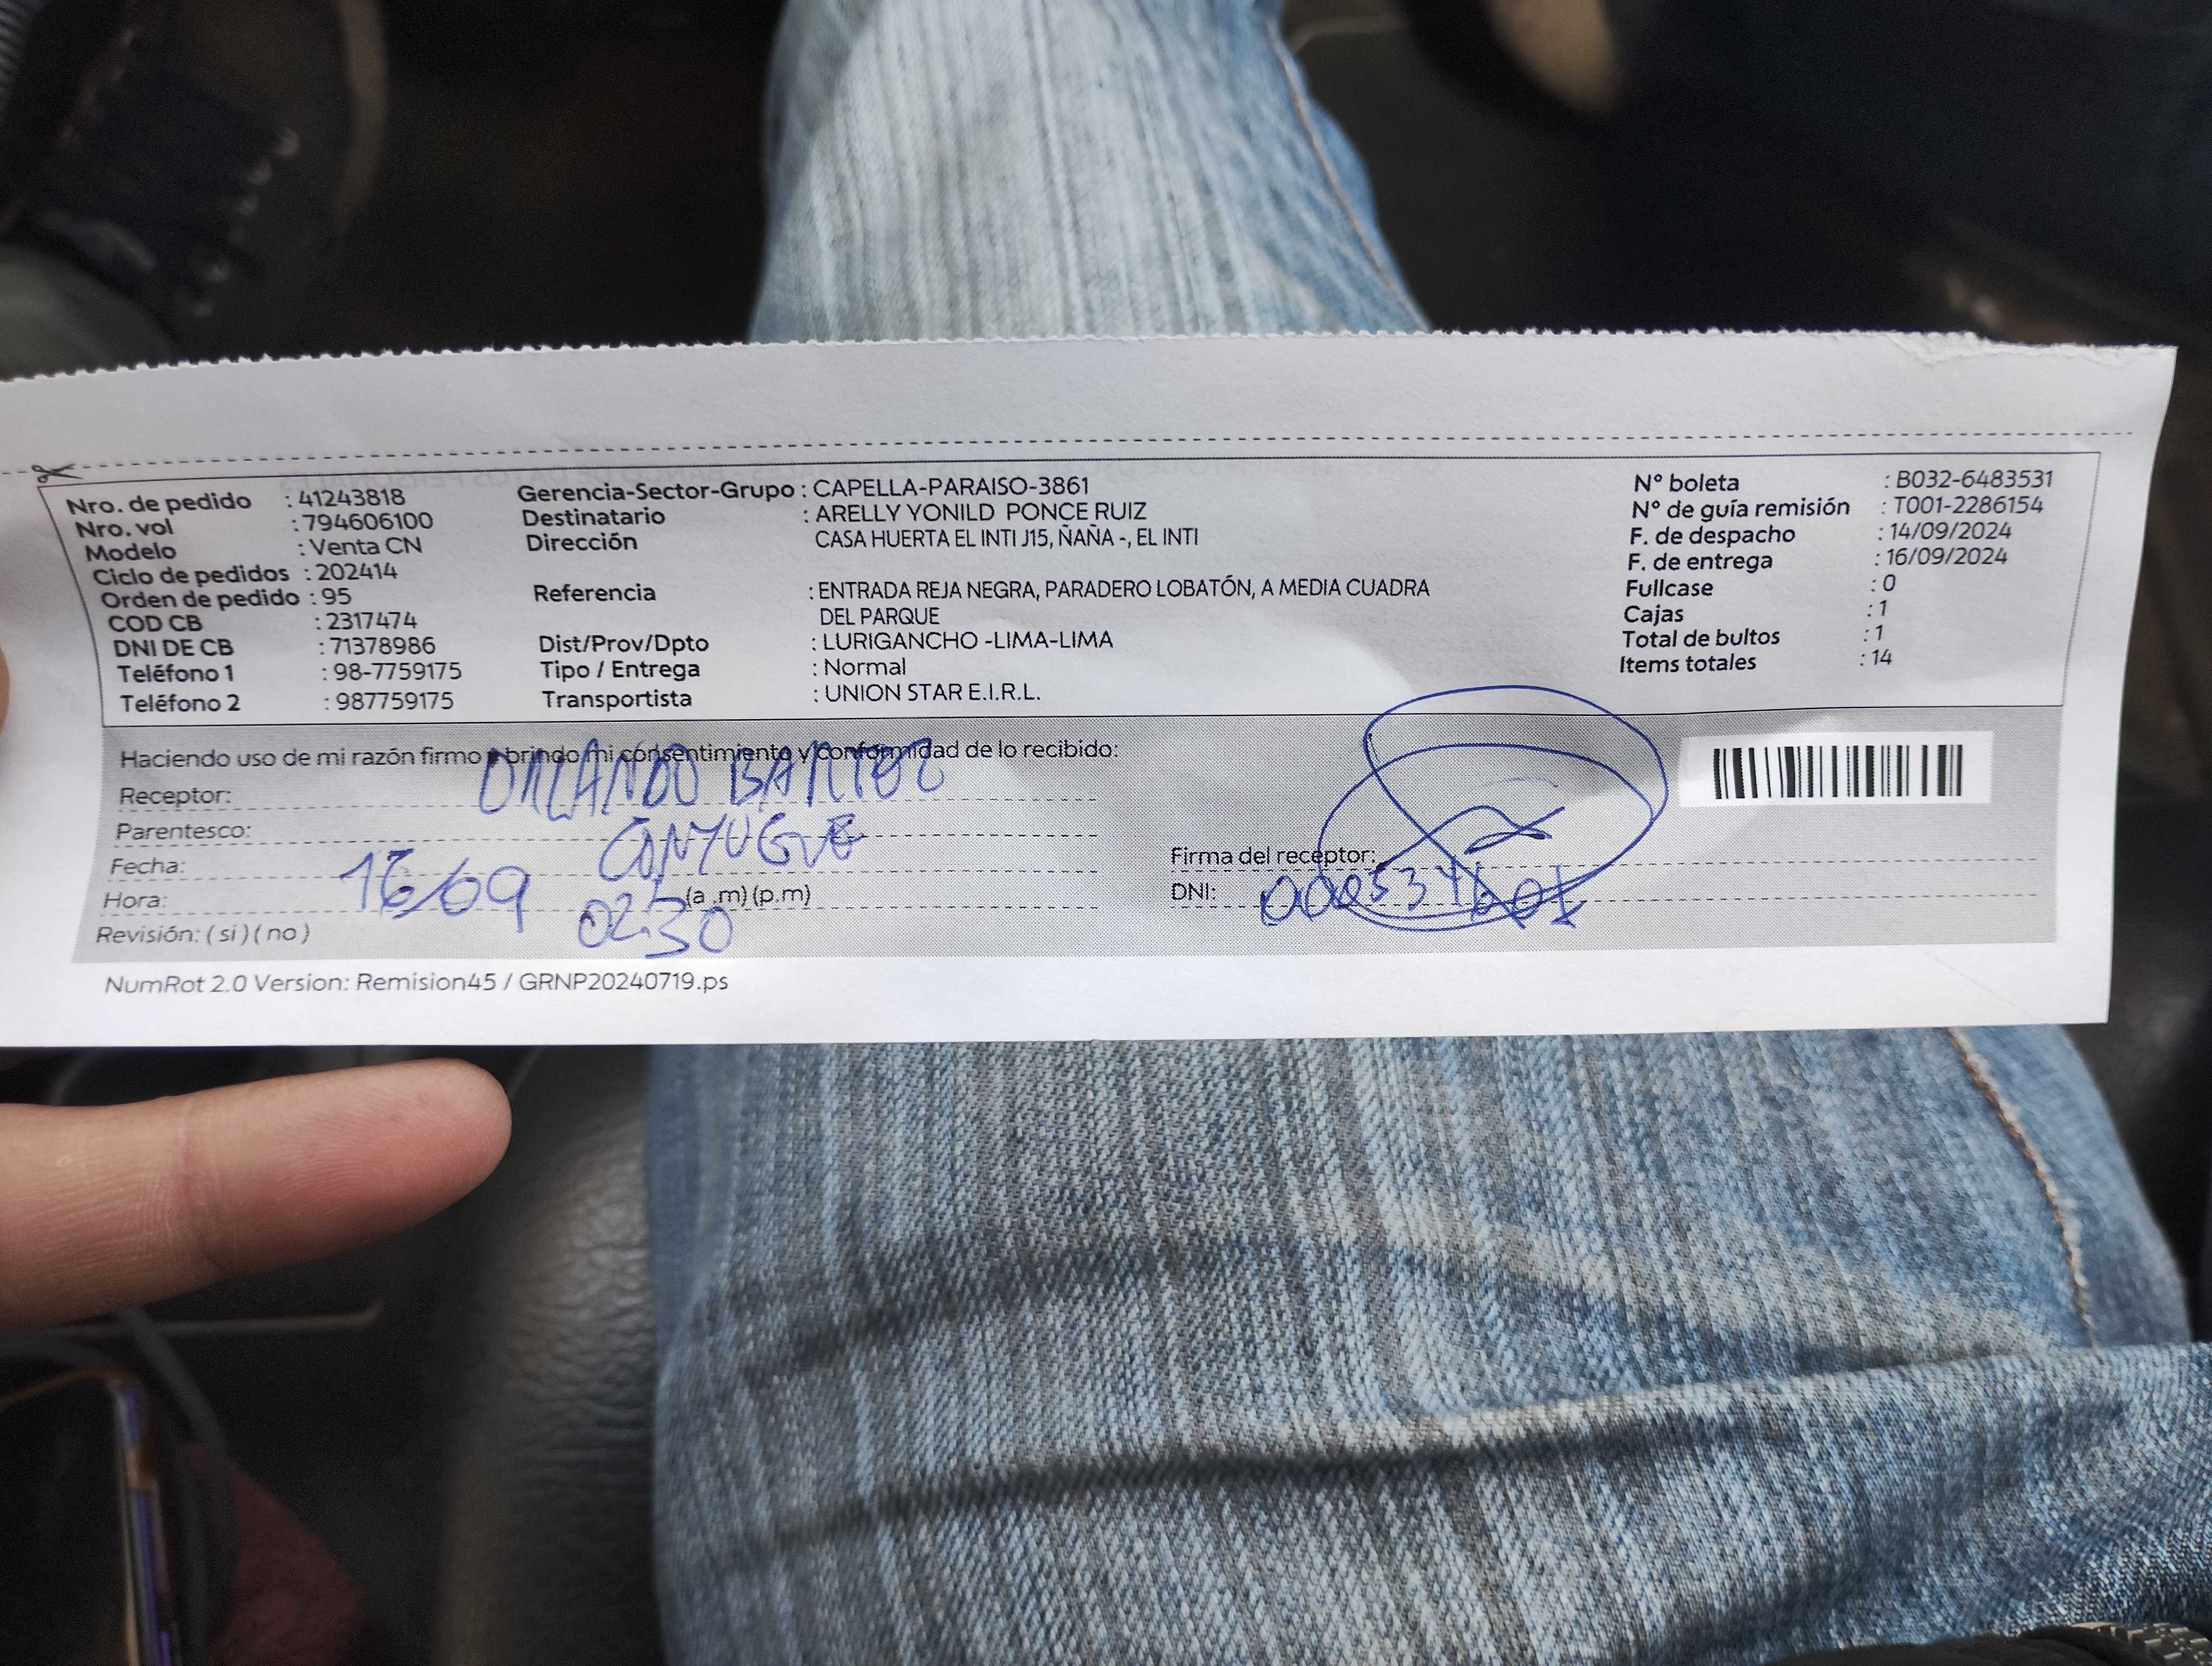 Nro. de pedido : 41243818
Nro. vol : 794606100
Modelo : Venta CN
Ciclo de pedidos : 202414
Orden de pedido : 95
COD CB : 2317474
DNI DE CB : 71378986
Teléfono 1 : 98-7759175
Teléfono 2 : 987759175
Gerencia-Sector-Grupo : CAPELLA-PARAISO-3861
Destinatario : ARELLY YONILD PONCE RUIZ
Dirección CASA HUERTA EL INTI J15, ÑAÑA -, EL INTI
Referencia : ENTRADA REJA NEGRA, PARADERO LOBATÓN, A MEDIA CUADRA
DEL PARQUE
Dist/Prov/Dpto : LURIGANCHO -LIMA-LIMA
Tipo / Entrega : Normal
Transportista : UNION STAR E.I.R.L.
N° boleta : B032-6483531
N° de guía remisión : T001-2286154
F. de despacho : 14/09/2024
F. de entrega : 16/09/2024
Fullcase : 0
Cajas : 1
Total de bultos : 1
Items totales : 14
Haciendo uso de mi razón firmo y brindo mi consentimiento y conformidad de lo recibido:
Receptor: ORLANDO
Parentesco: CONYUGUE
Fecha: 16/09
Hora: 02:30 (a .m) (p.m)
Revisión: ( si ) ( no )
Firma del receptor:
DNI:
NumRot 2.0 Version: Remision45 / GRNP20240719.ps